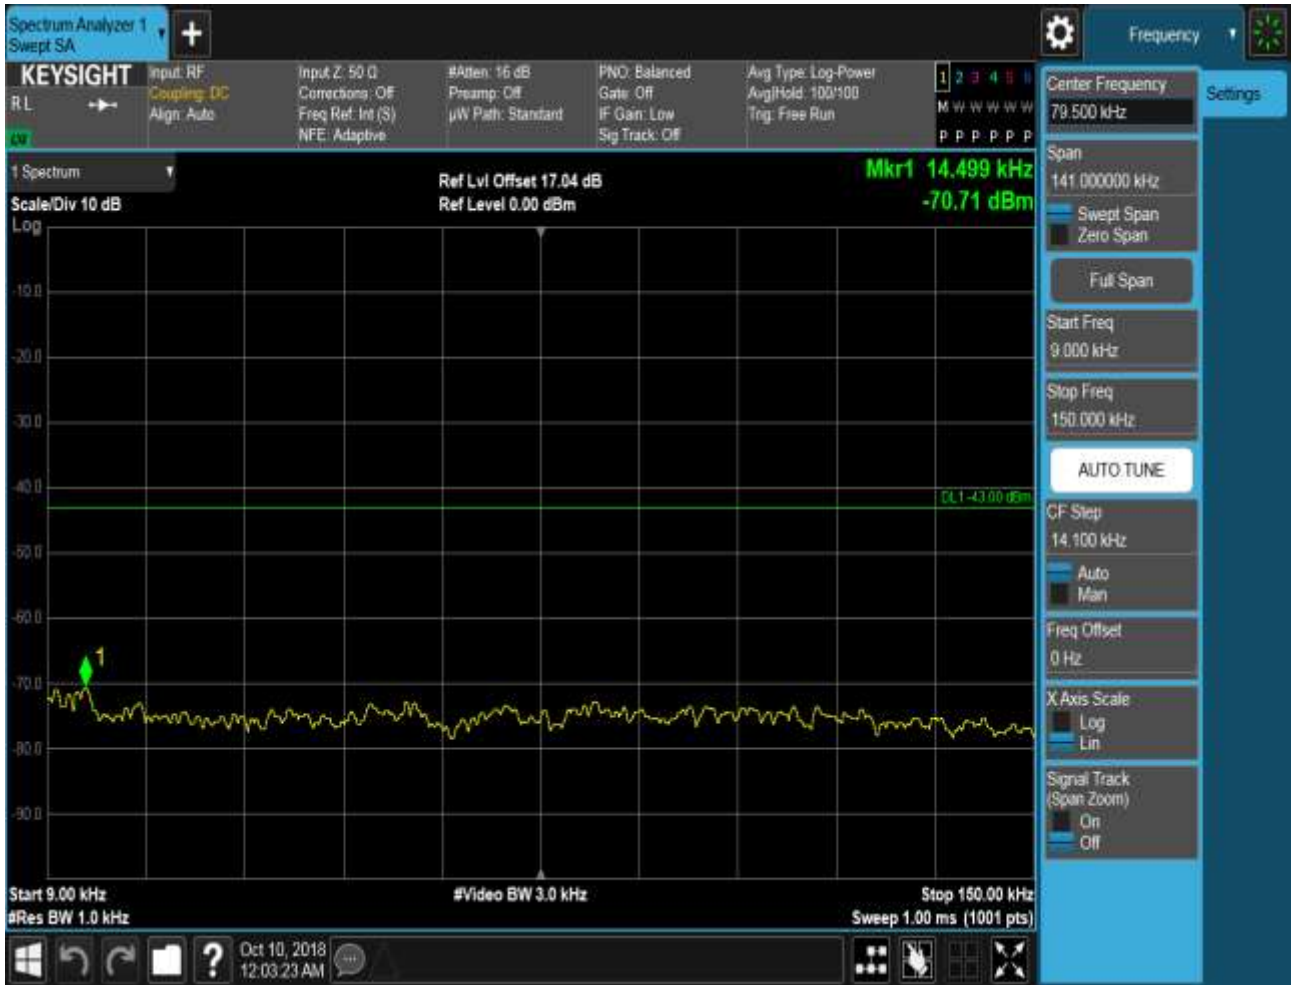 Spectrum Analyzer 1
Swept SA
Frequency
KEYSIGHT
RL
Input: RF
Coupling: DC
Align: Auto
Input Z: 50 Ω
Corrections: Off
Freq Ref: Int (S)
NFE: Adaptive
#Atten: 16 dB
Preamp: Off
µW Path: Standard
PNO: Balanced
Gate: Off
IF Gain: Low
Sig Track: Off
Avg Type: Log-Power
Avg|Hold: 100/100
Trig: Free Run
1 2 3 4 5 6
M W W W W W
P P P P P P
1 Spectrum
Scale/Div 10 dB
Log
Ref Lvl Offset 17.04 dB
Ref Level 0.00 dBm
Mkr1 14.499 kHz
-70.71 dBm
-10.0
-20.0
-30.0
-40.0
DL1 -43.00 dBm
-50.0
-60.0
1
-70.0
-80.0
-90.0
Start 9.00 kHz
#Video BW 3.0 kHz
Stop 150.00 kHz
#Res BW 1.0 kHz
Sweep 1.00 ms (1001 pts)
Oct 10, 2018
12:03:23 AM
Center Frequency
79.500 kHz
Settings
Span
141.000000 kHz
Swept Span
Zero Span
Full Span
Start Freq
9.000 kHz
Stop Freq
150.000 kHz
AUTO TUNE
CF Step
14.100 kHz
Auto
Man
Freq Offset
0 Hz
X Axis Scale
Log
Lin
Signal Track
(Span Zoom)
On
Off